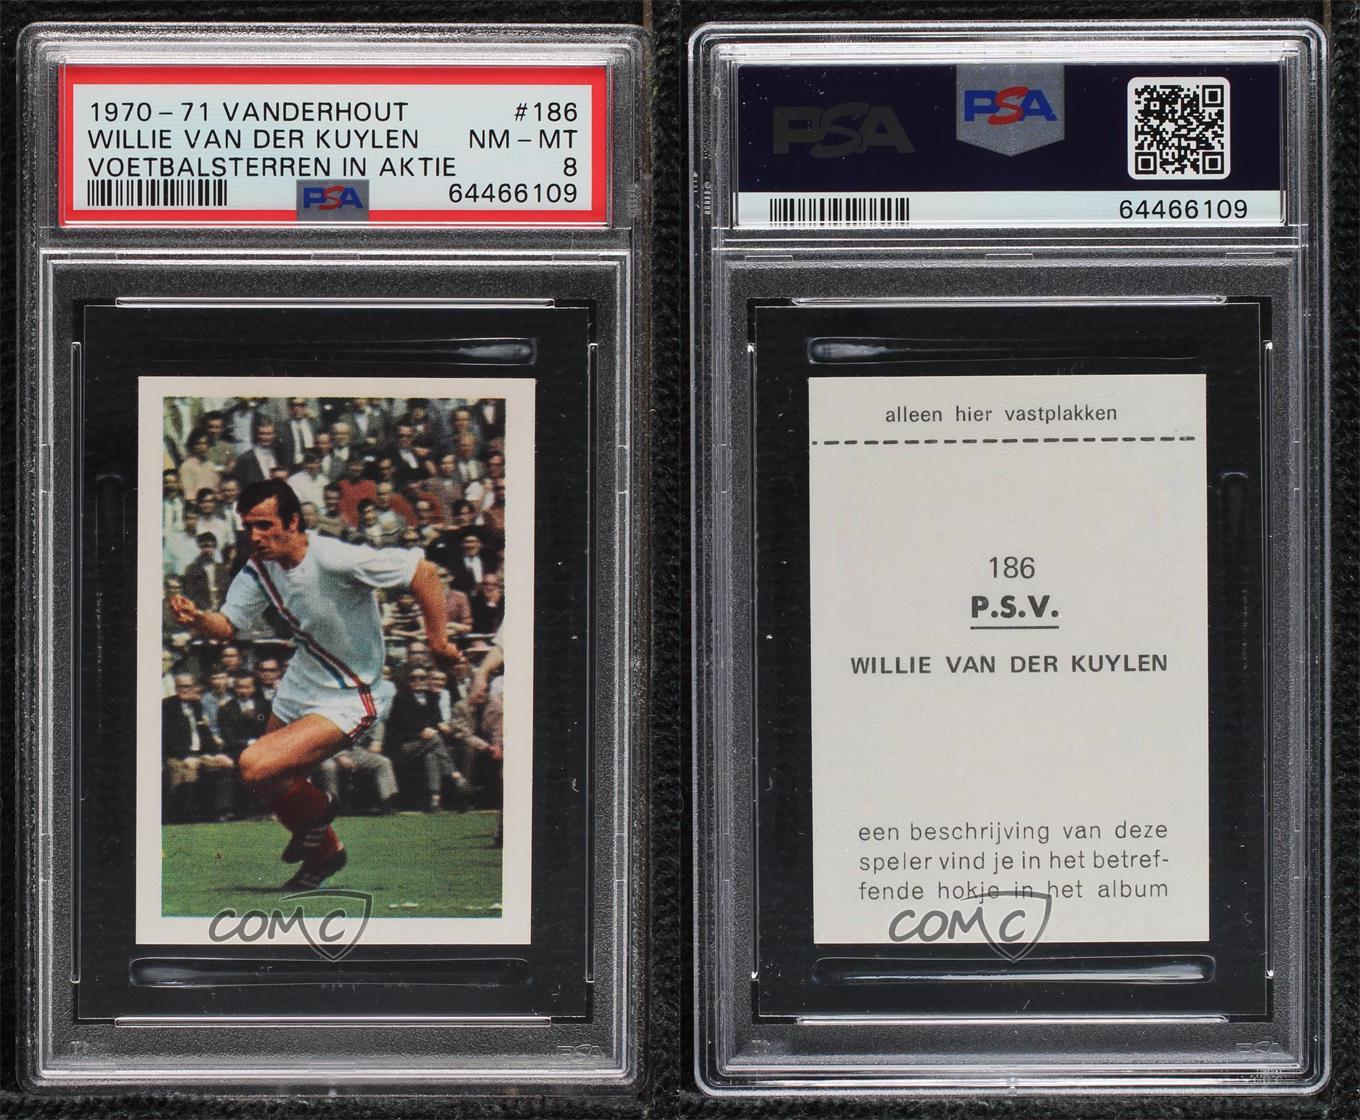 1970-71 VANDERHOUT #186
WILLIE VAN DER KUYLEN NM-MT
VOETBALSTERREN IN AKTIE 8
PSA 64466109
COMC
PSA
PSA PSA
64466109
alleen hier vastplakken
186
P.S.V.
WILLIE VAN DER KUYLEN
een beschrijving van deze
speler vind je in het betref-
fende hokje in het album
COMC
PSA